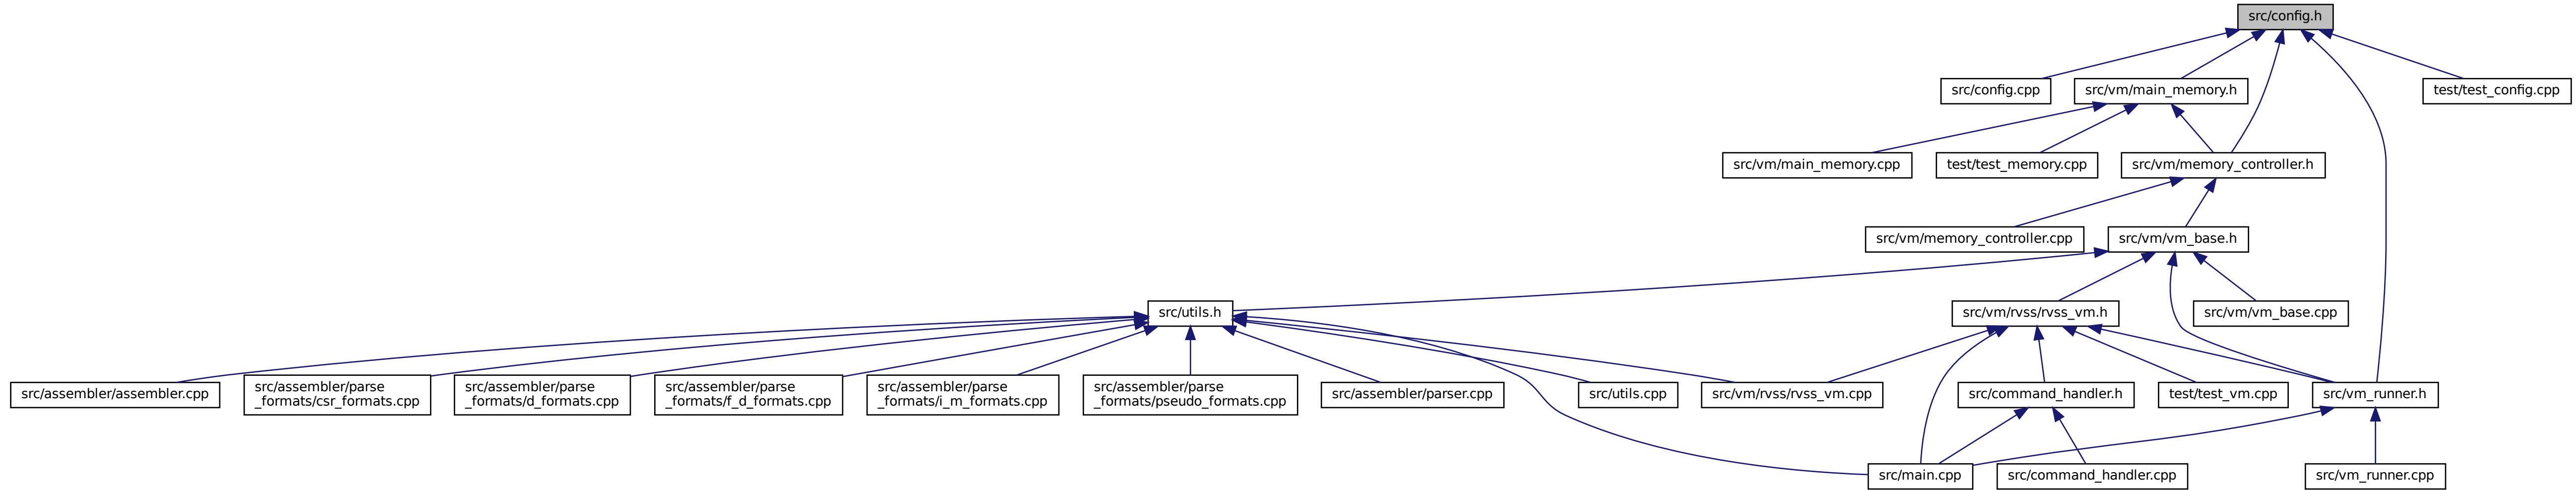 src/config.h
src/config.cpp
src/vm/main_memory.h
test/test_config.cpp
src/vm/main_memory.cpp
test/test_memory.cpp
src/vm/memory_controller.h
src/vm/memory_controller.cpp
src/vm/vm_base.h
src/utils.h
src/vm/rvss/rvss_vm.h
src/vm/vm_base.cpp
src/assembler/assembler.cpp
src/assembler/parse
_formats/csr_formats.cpp
src/assembler/parse
_formats/d_formats.cpp
src/assembler/parse
_formats/f_d_formats.cpp
src/assembler/parse
_formats/i_m_formats.cpp
src/assembler/parse
_formats/pseudo_formats.cpp
src/assembler/parser.cpp
src/utils.cpp
src/vm/rvss/rvss_vm.cpp
src/command_handler.h
test/test_vm.cpp
src/vm_runner.h
src/main.cpp
src/command_handler.cpp
src/vm_runner.cpp